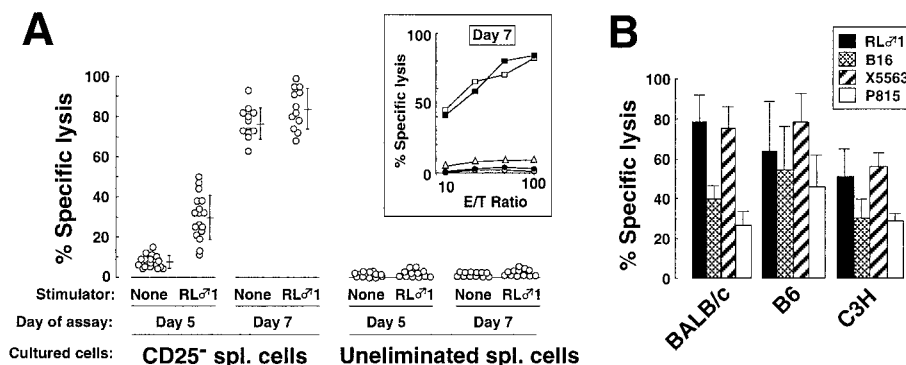 A
% Specific lysis
100
80
60
40
20
0
Day 7
% Specific lysis
100
50
0
10
100
E/T Ratio
Stimulator: None RL♂1 None RL♂1 None RL♂1 None RL♂1
Day of assay: Day 5 Day 7 Day 5 Day 7
Cultured cells: CD25- spl. cells Uneliminated spl. cells
B
RL♂1
B16
X5563
P815
% Specific lysis
100
80
60
40
20
0
BALB/c
B6
C3H